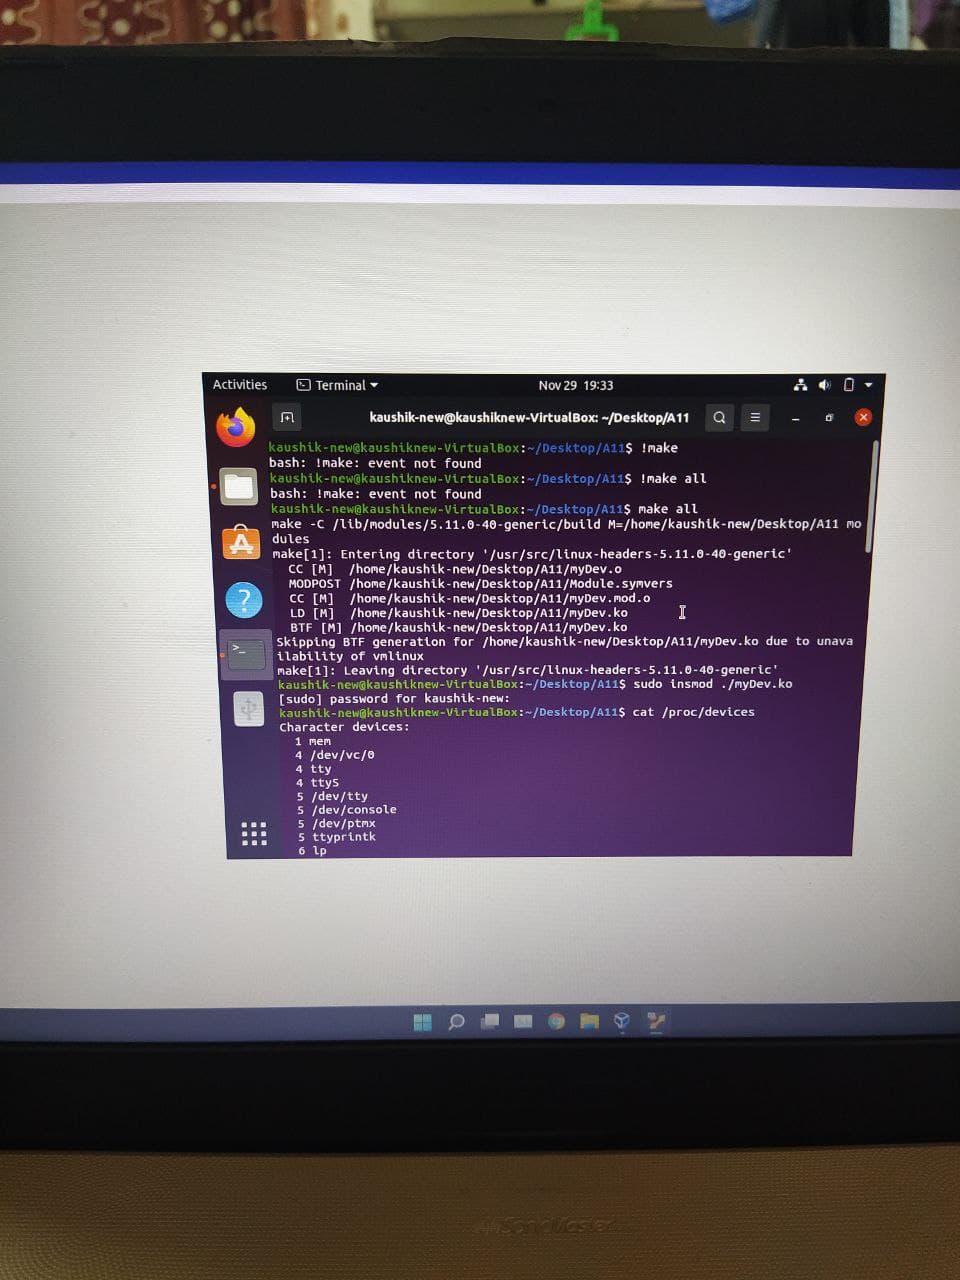 Activities
Terminal
Nov 29 19:33
kaushik-new@kaushiknew-VirtualBox: ~/Desktop/A11
kaushik-new@kaushiknew-VirtualBox:~/Desktop/A11$ !make
bash: !make: event not found
kaushik-new@kaushiknew-VirtualBox:~/Desktop/A11$ !make all
bash: !make: event not found
kaushik-new@kaushiknew-VirtualBox:~/Desktop/A11$ make all
make -C /lib/modules/5.11.0-40-generic/build M=/home/kaushik-new/Desktop/A11 mo
dules
make[1]: Entering directory '/usr/src/linux-headers-5.11.0-40-generic'
CC [M]  /home/kaushik-new/Desktop/A11/myDev.o
MODPOST /home/kaushik-new/Desktop/A11/Module.symvers
CC [M]  /home/kaushik-new/Desktop/A11/myDev.mod.o
LD [M]  /home/kaushik-new/Desktop/A11/myDev.ko
BTF [M] /home/kaushik-new/Desktop/A11/myDev.ko
Skipping BTF generation for /home/kaushik-new/Desktop/A11/myDev.ko due to unava
ilability of vmlinux
make[1]: Leaving directory '/usr/src/linux-headers-5.11.0-40-generic'
kaushik-new@kaushiknew-VirtualBox:~/Desktop/A11$ sudo insmod ./myDev.ko
[sudo] password for kaushik-new:
kaushik-new@kaushiknew-VirtualBox:~/Desktop/A11$ cat /proc/devices
Character devices:
1 mem
4 /dev/vc/0
4 tty
4 ttyS
5 /dev/tty
5 /dev/console
5 /dev/ptmx
5 ttyprintk
6 lp
SonicMaster